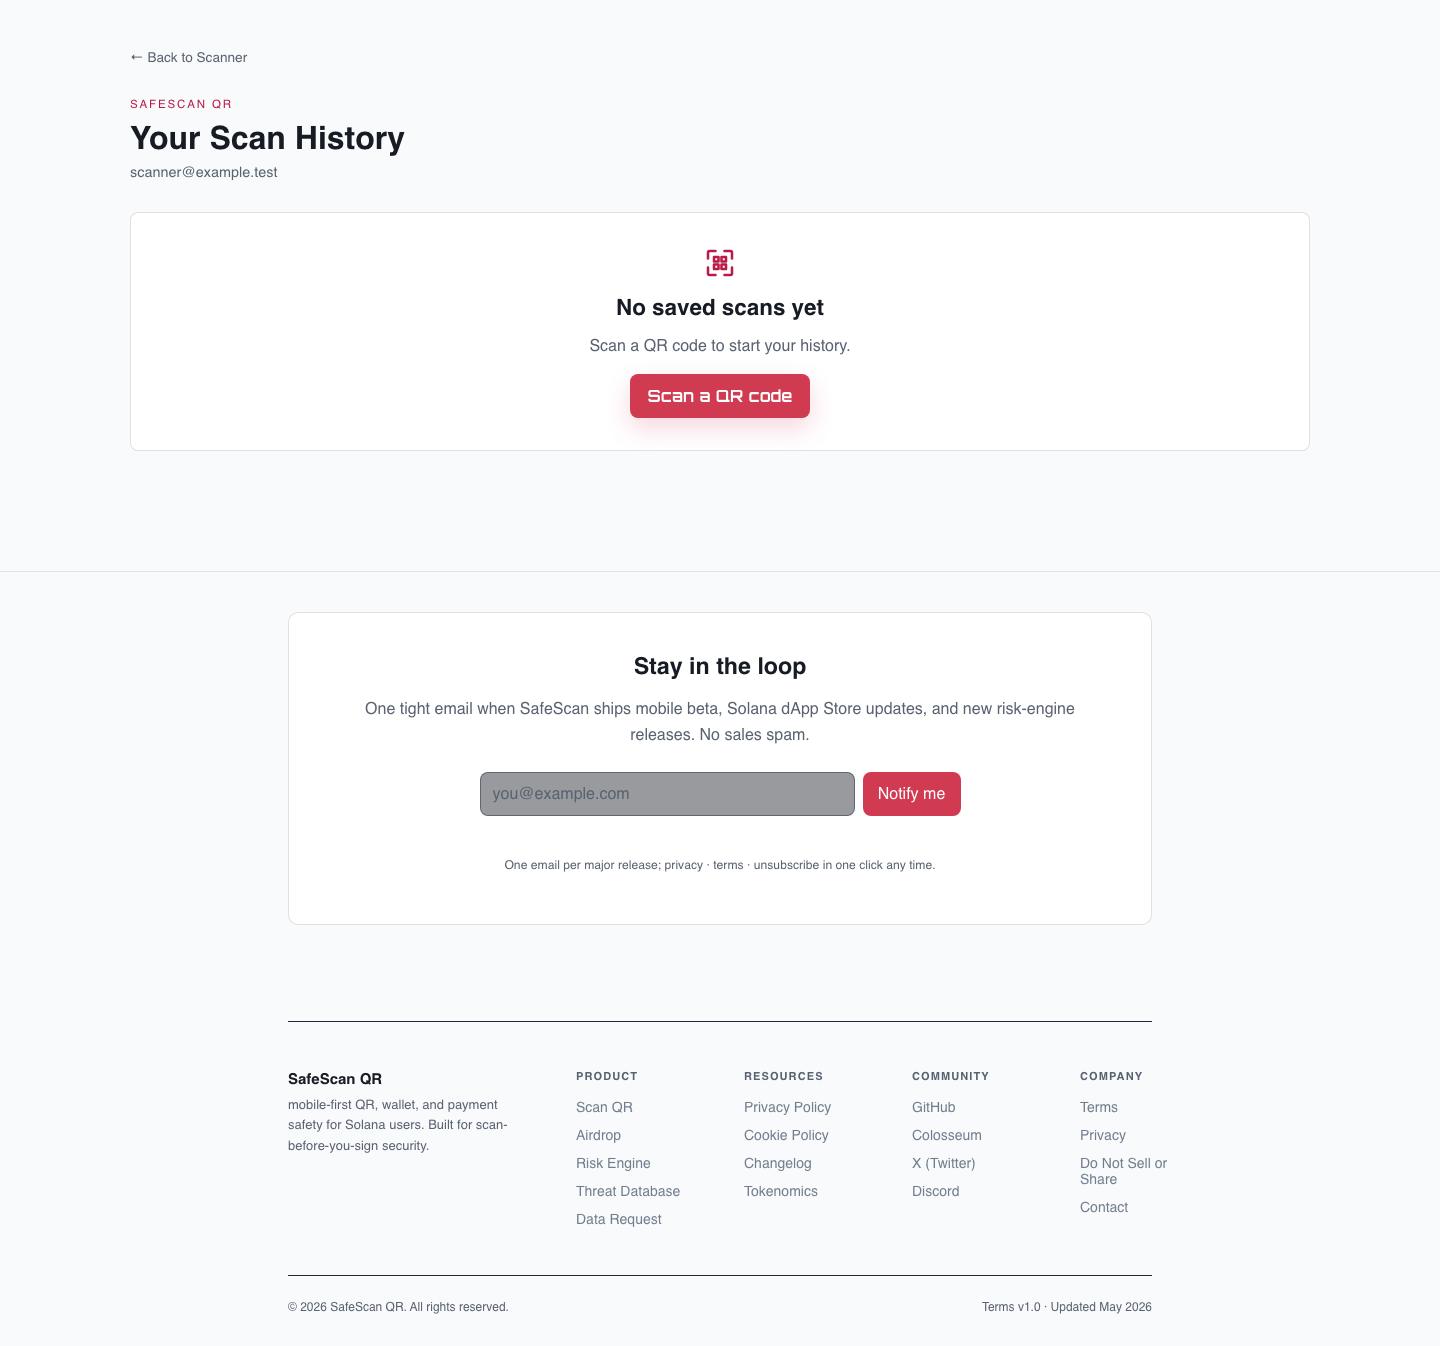 ← Back to Scanner
SAFESCAN QR
Your Scan History
scanner@example.test
No saved scans yet
Scan a QR code to start your history.
Scan a QR code
Stay in the loop
One tight email when SafeScan ships mobile beta, Solana dApp Store updates, and new risk-engine
releases. No sales spam.
you@example.com
Notify me
One email per major release; privacy · terms · unsubscribe in one click any time.
SafeScan QR
mobile-first QR, wallet, and payment
safety for Solana users. Built for scan-
before-you-sign security.
PRODUCT
Scan QR
Airdrop
Risk Engine
Threat Database
Data Request
RESOURCES
Privacy Policy
Cookie Policy
Changelog
Tokenomics
COMMUNITY
GitHub
Colosseum
X (Twitter)
Discord
COMPANY
Terms
Privacy
Do Not Sell or
Share
Contact
© 2026 SafeScan QR. All rights reserved.
Terms v1.0 · Updated May 2026